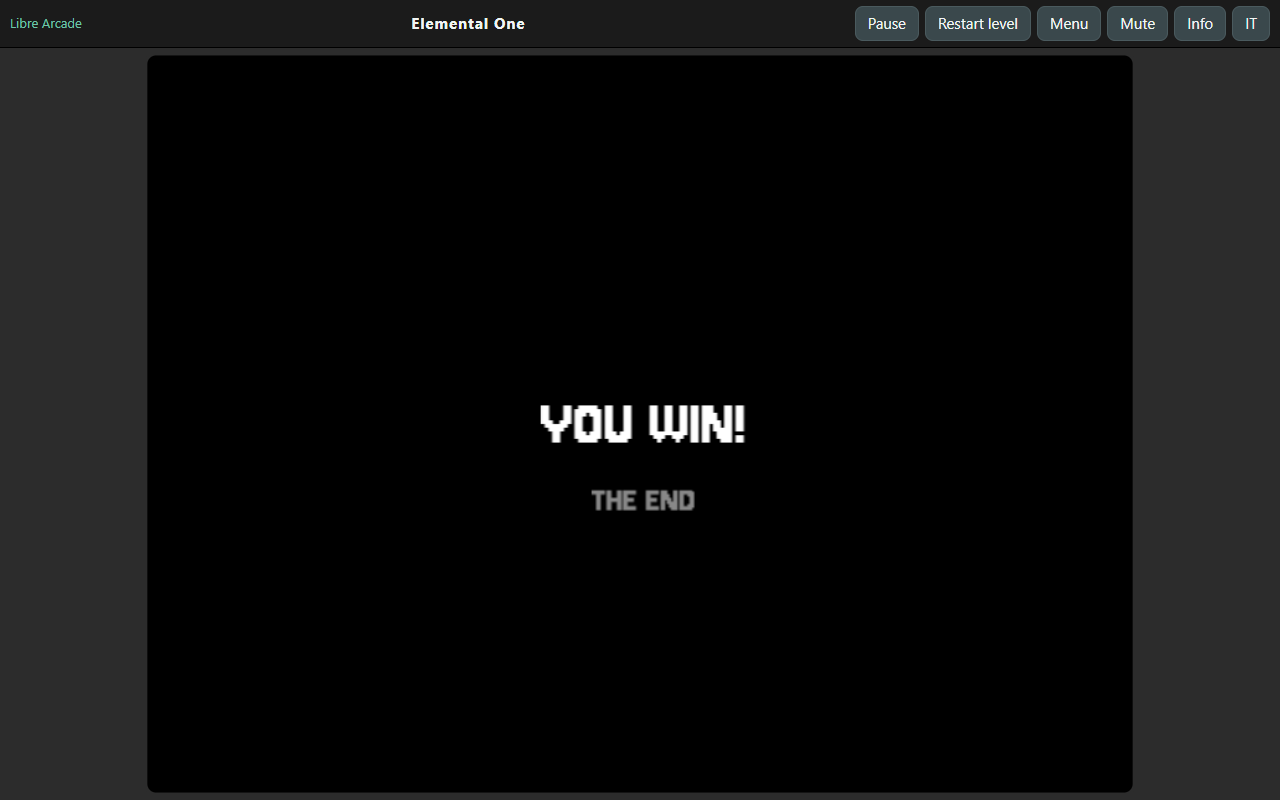 Libre Arcade
Elemental One
Pause
Restart level
Menu
Mute
Info
IT
YOU WIN!
THE END